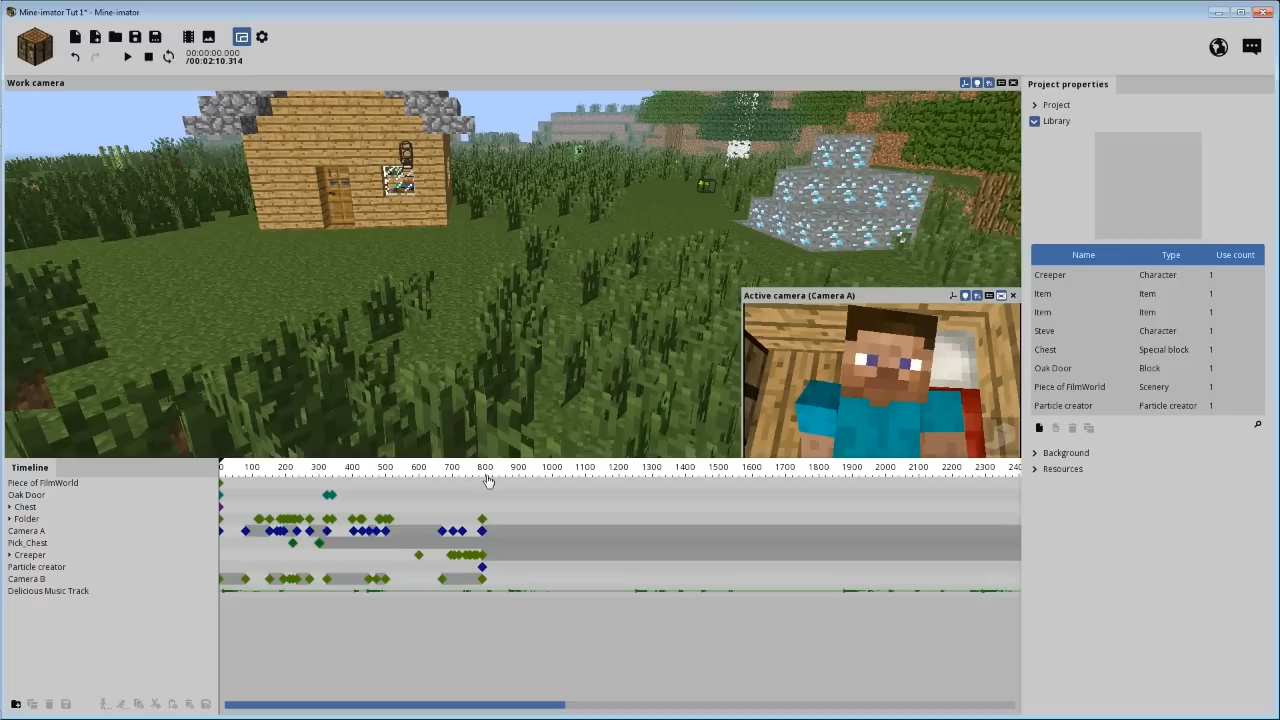 Mine-imator Tut 1* - Mine-imator
00:00:00.000
/00:02:10.314
Work camera
Project properties
Project
Library
Name Type Use count
Creeper Character 1
Item Item 1
Item Item 1
Steve Character 1
Chest Special block 1
Oak Door Block 1
Piece of FilmWorld Scenery 1
Particle creator Particle creator 1
Background
Resources
Active camera (Camera A)
Timeline
0 100 200 300 400 500 600 700 800 900 1000 1100 1200 1300 1400 1500 1600 1700 1800 1900 2000 2100 2200 2300 240
Piece of FilmWorld
Oak Door
Chest
Folder
Camera A
Pick_Chest
Creeper
Particle creator
Camera B
Delicious Music Track